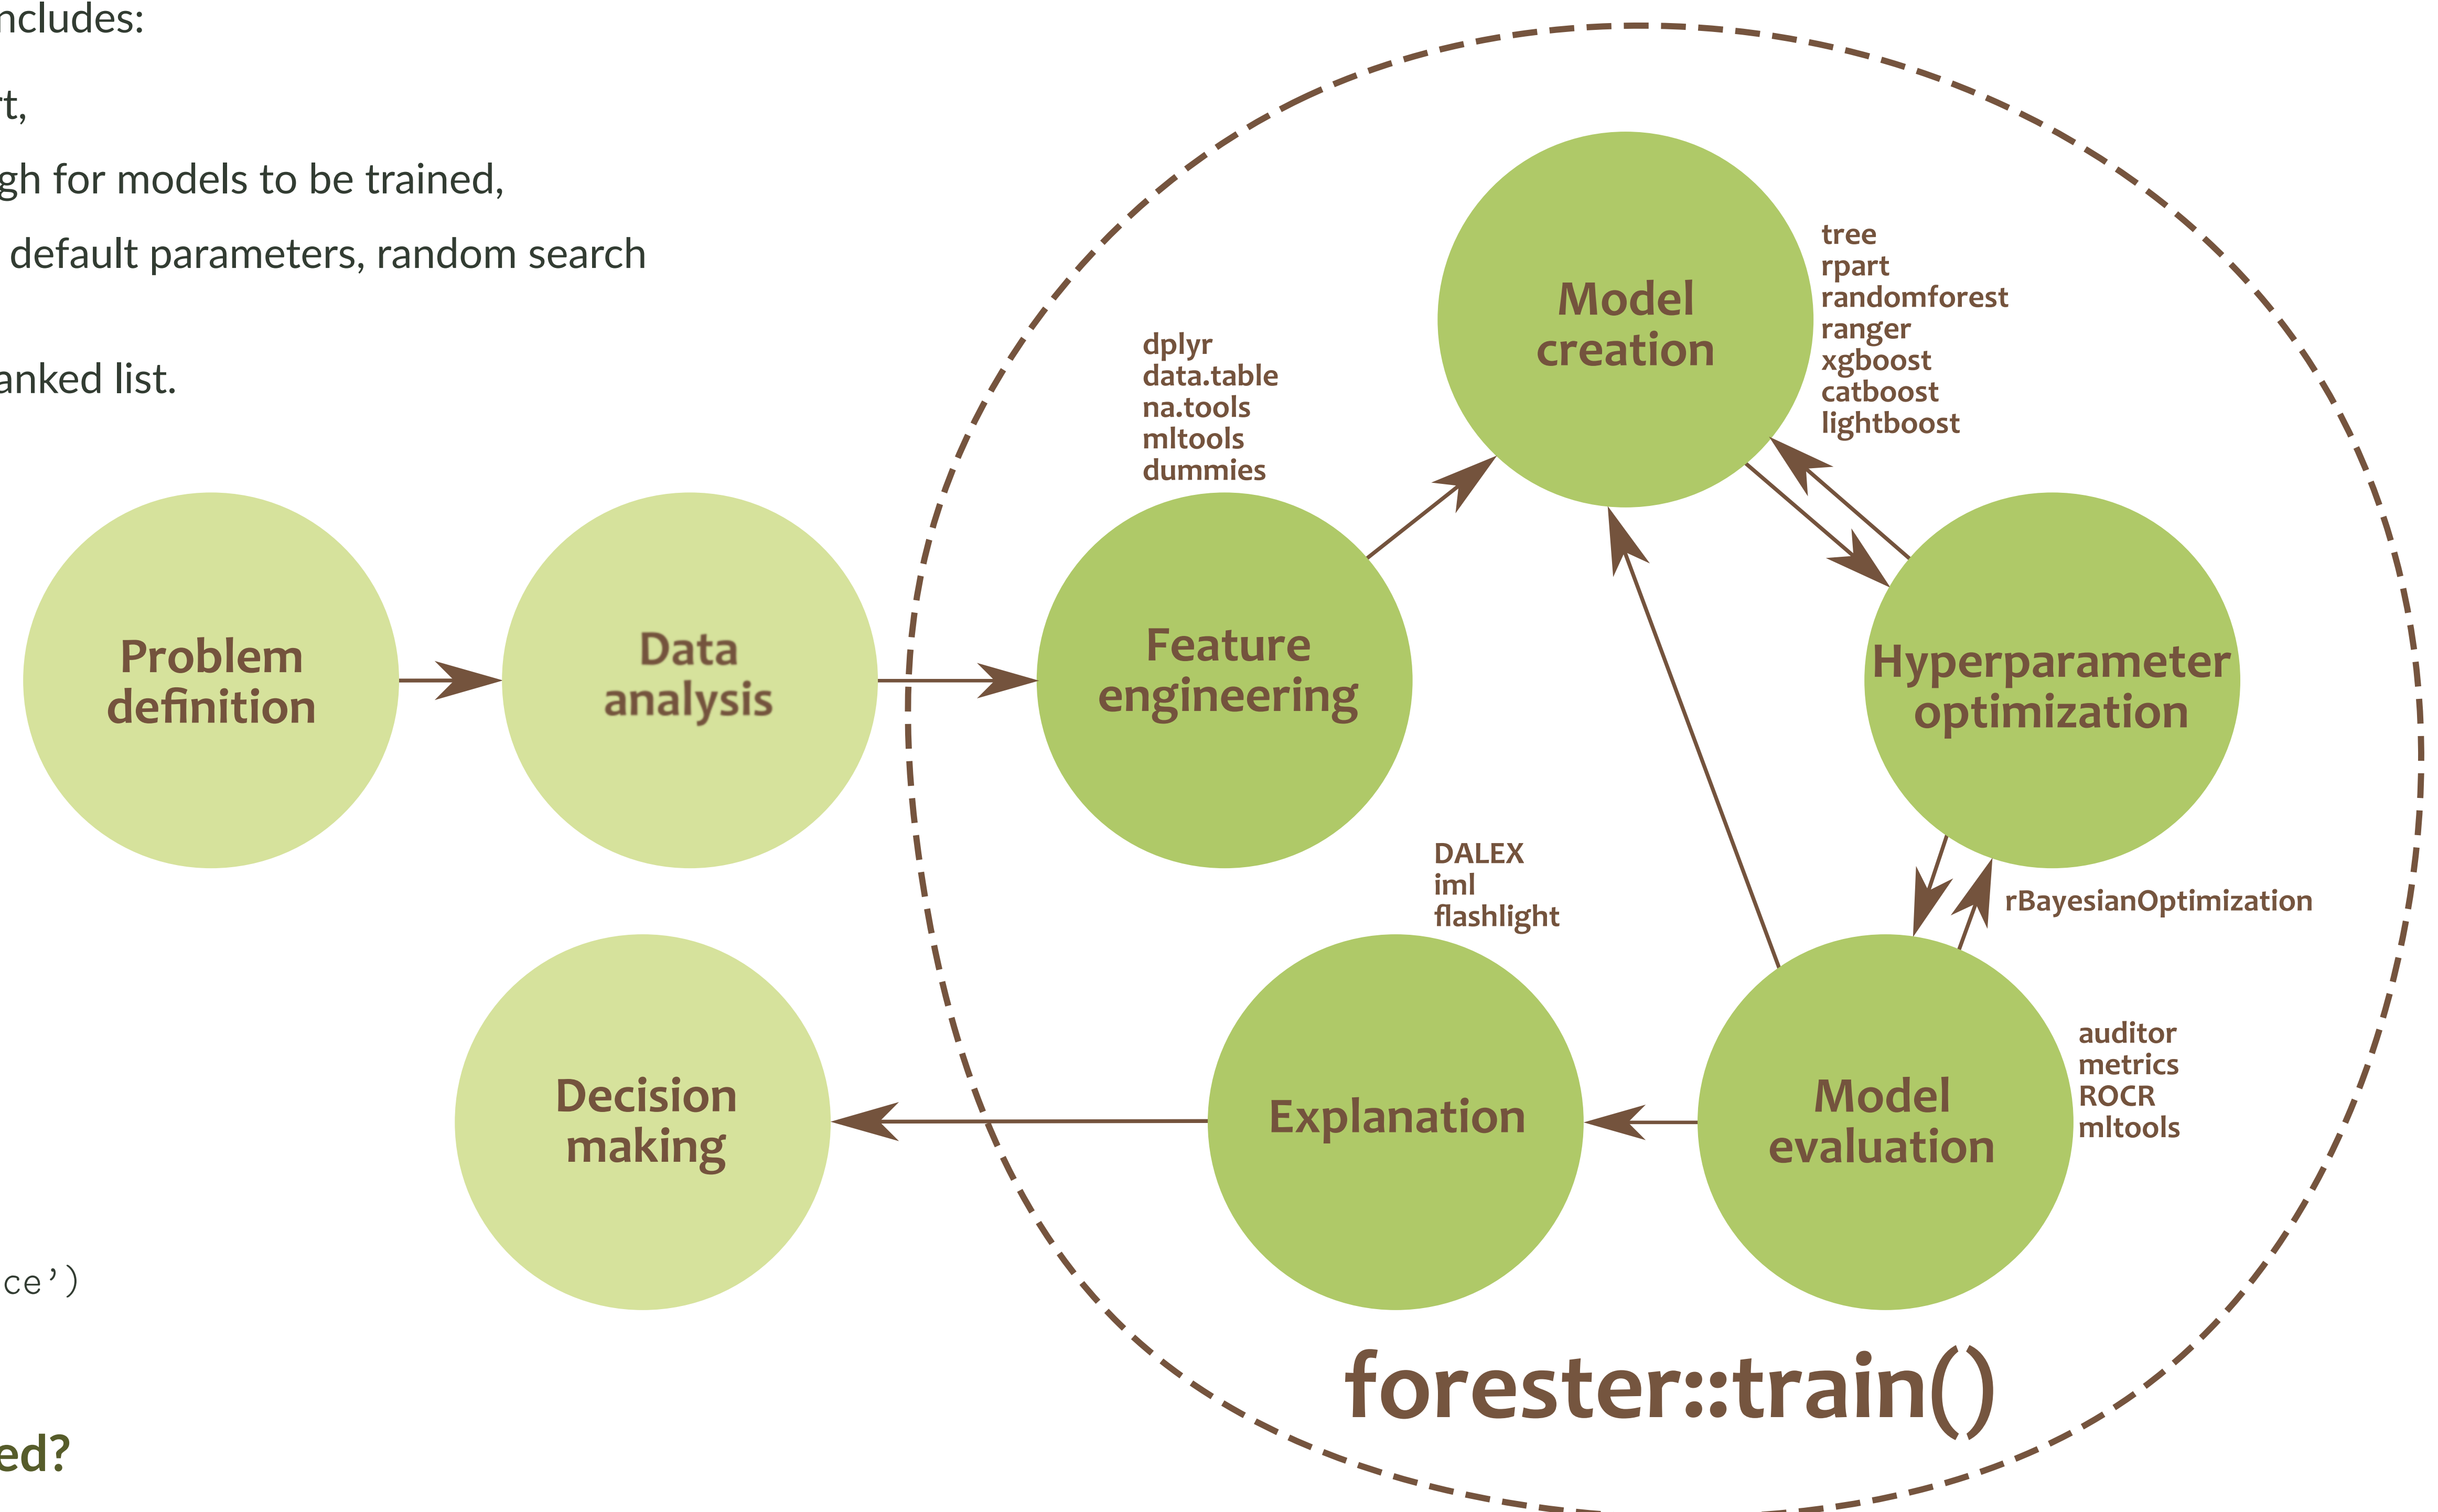 ncludes:
rt,
gh for models to be trained,
default parameters, random search
anked list.
tree
rpart
randomforest
ranger
xgboost
catboost
lightboost
Model
creation
dplyr
data.table
na.tools
mltools
dummies
Problem
definition
Data
analysis
Feature
engineering
Hyperparameter
optimization
DALEX
iml
flashlight
rBayesianOptimization
auditor
metrics
ROCR
mltools
Decision
making
Explanation
Model
evaluation
ce’)
forester::train()
ed?